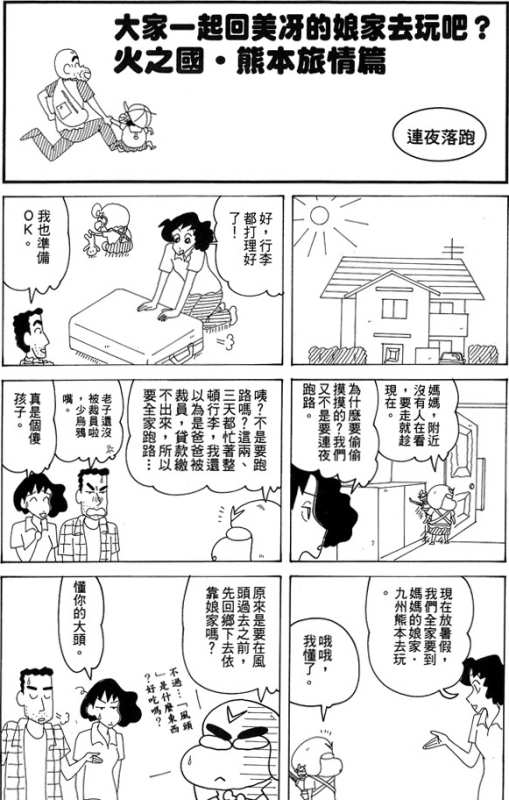 大家一起回美冴的娘家去玩吧？
火之國・熊本旅情篇
連夜落跑
好，行李
都打理好
了！
我也準備
OK。
媽媽，附近
沒有人在看
，要走就趁
現在。
為什麼要偷偷
摸摸的？我們
又不是要連夜
跑路。
咦？不是要跑
路嗎？這兩、
三天都忙著整
頓行李，我還
以為是爸爸被
裁員，貸款繳
不出來，所以
要全家跑路…
老子還沒
被裁員啦
，少烏鴉
嘴。
真是個傻
孩子。
現在放暑假，
我們全家要到
媽媽的娘家・
九州熊本去玩
。
哦哦，
我懂了。
原來是要在風
頭過去之前，
先回鄉下去依
靠娘家嗎？
不過…「風頭
」是什麼東西
？好吃嗎？
懂你的大頭。